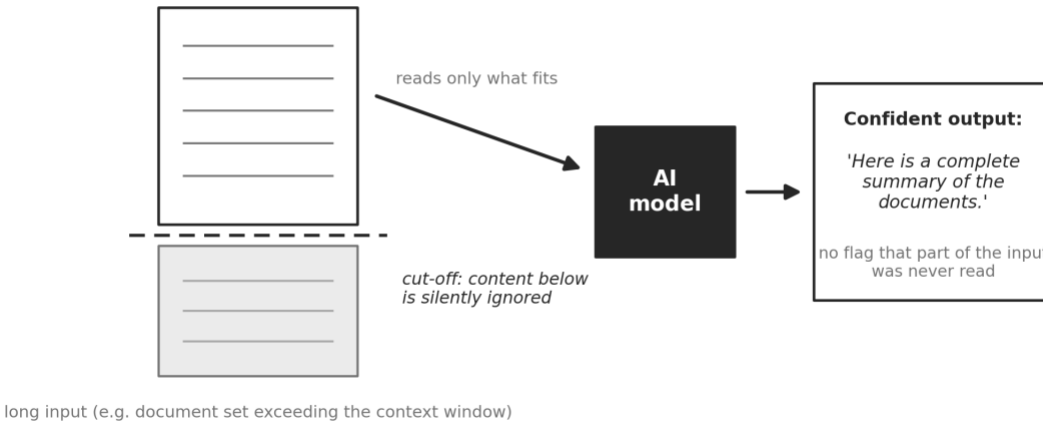 reads only what fits
AI
model
Confident output:
'Here is a complete
summary of the
documents.'
no flag that part of the
was never read
cut-off: content below
is silently ignored
long input (e.g. document set exceeding the context window)